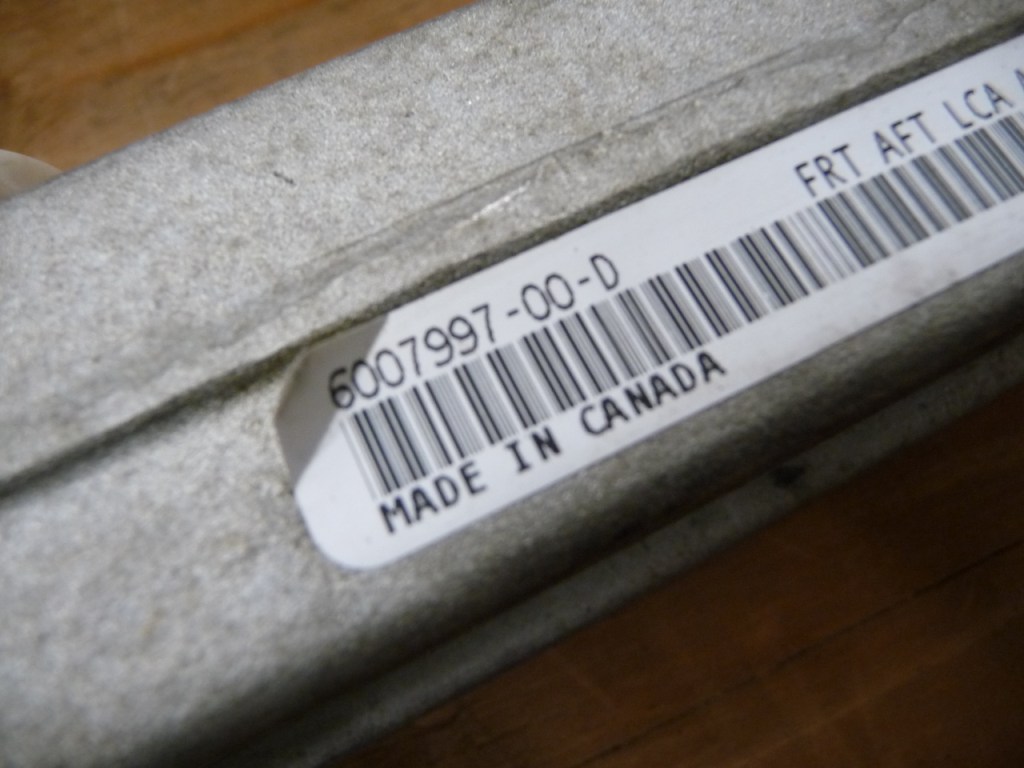 FRT AFT LCA
6007997-00-D
MADE IN CANADA